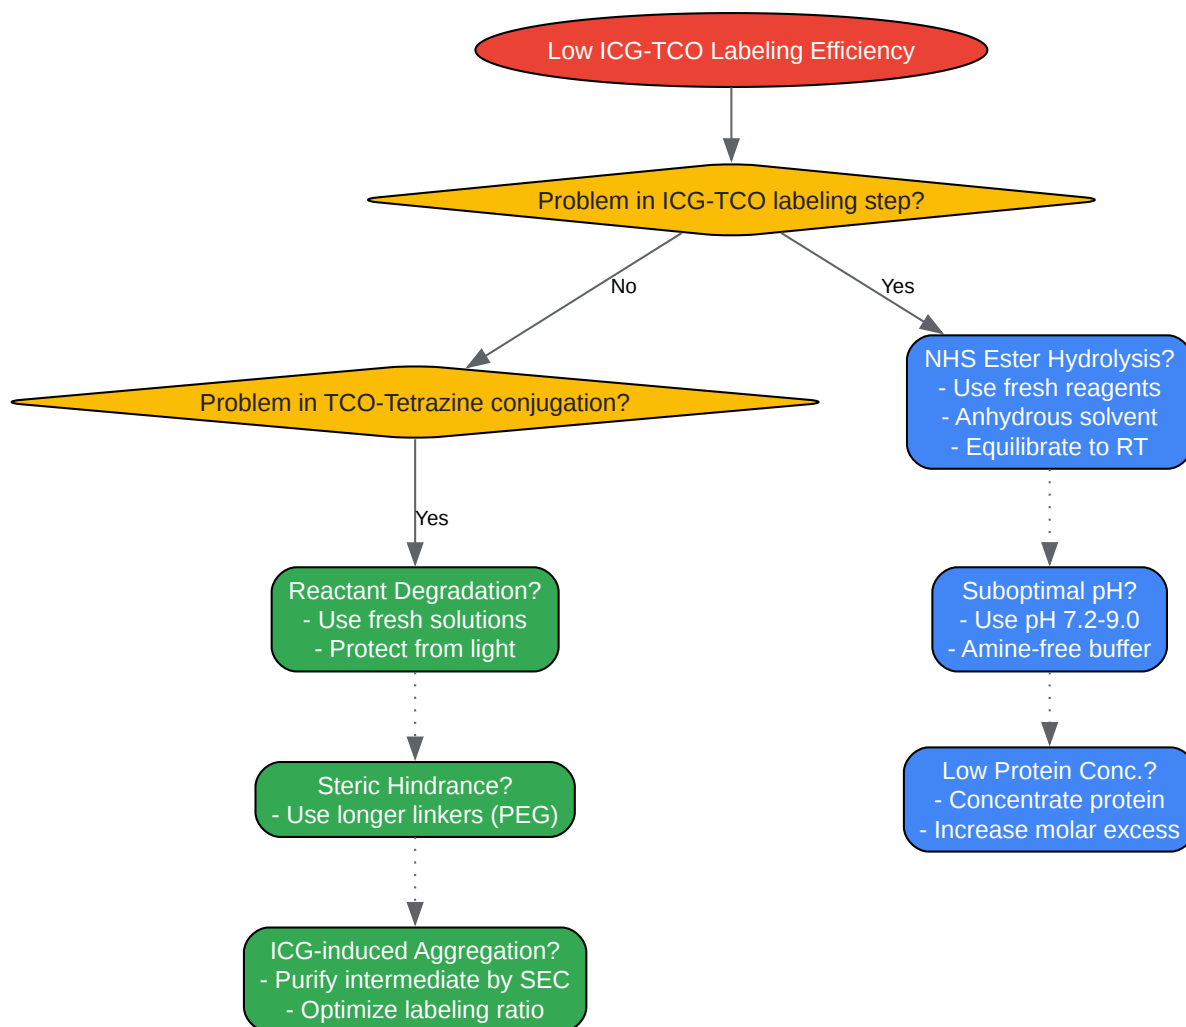 Low ICG-TCO Labeling Efficiency
Problem in ICG-TCO labeling step?
No
Yes
NHS Ester Hydrolysis?
- Use fresh reagents
- Anhydrous solvent
- Equilibrate to RT
Problem in TCO-Tetrazine conjugation?
Yes
Reactant Degradation?
- Use fresh solutions
- Protect from light
Suboptimal pH?
- Use pH 7.2-9.0
- Amine-free buffer
Steric Hindrance?
- Use longer linkers (PEG)
Low Protein Conc.?
- Concentrate protein
- Increase molar excess
ICG-induced Aggregation?
- Purify intermediate by SEC
- Optimize labeling ratio